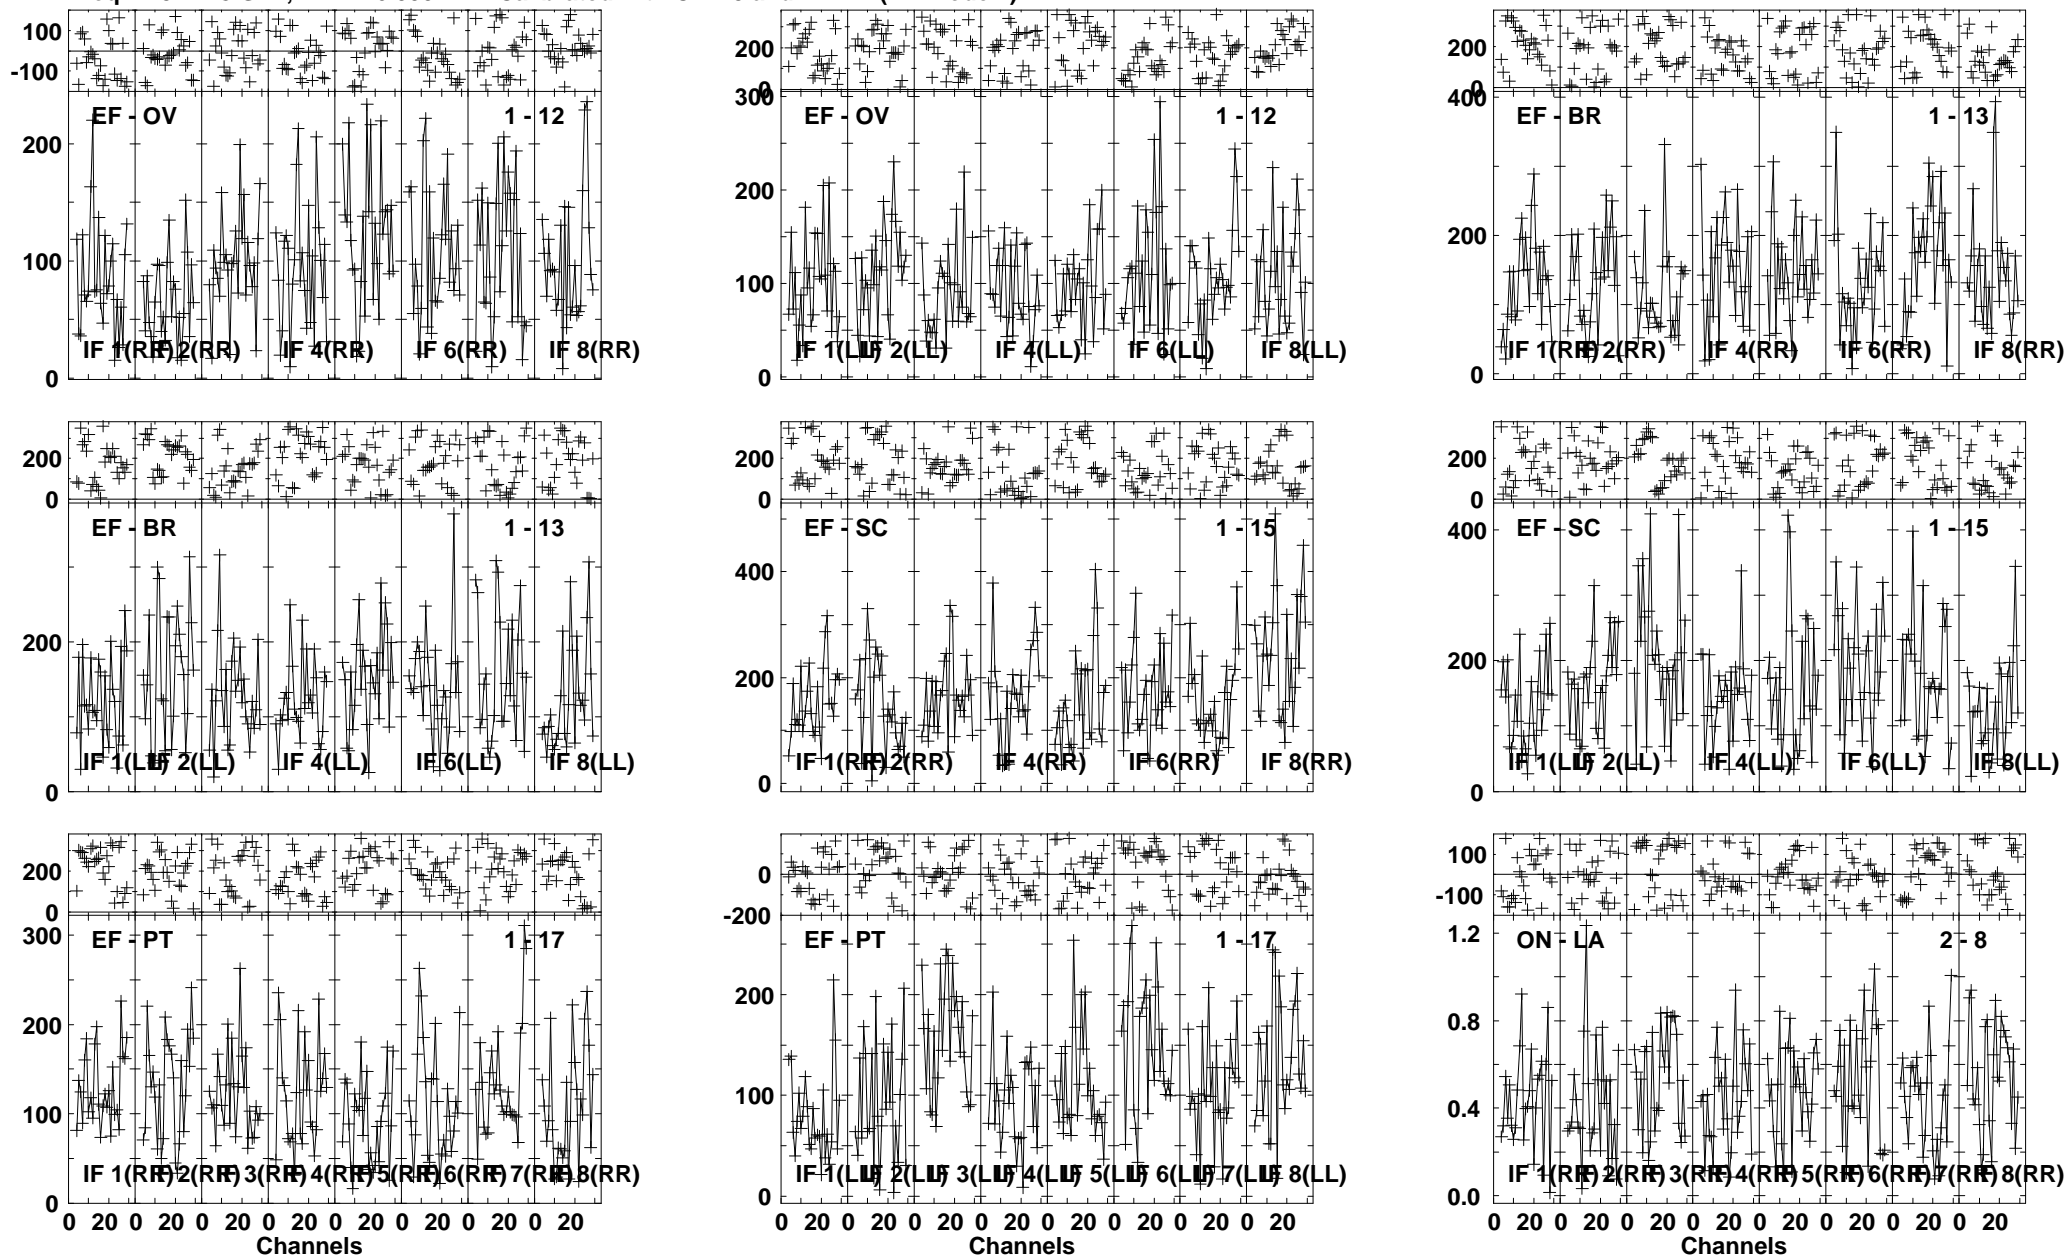 100
-100
EF - OV 1 - 12
200
100
0
IF 1(RR) IF 2(RR) IF 4(RR) IF 6(RR) IF 8(RR)
200
0
300
EF - OV 1 - 12
200
100
0
IF 1(LL) IF 2(LL) IF 4(LL) IF 6(LL) IF 8(LL)
200
0
400
EF - BR 1 - 13
200
0
IF 1(RR) IF 2(RR) IF 4(RR) IF 6(RR) IF 8(RR)
200
0
EF - BR 1 - 13
200
0
IF 1(LL) IF 2(LL) IF 4(LL) IF 6(LL) IF 8(LL)
200
0
EF - SC 1 - 15
400
200
0
IF 1(RR) IF 2(RR) IF 4(RR) IF 6(RR) IF 8(RR)
200
0
EF - SC 1 - 15
400
200
0
IF 1(LL) IF 2(LL) IF 4(LL) IF 6(LL) IF 8(LL)
200
0
300
EF - PT 1 - 17
200
100
0
IF 1(RR) IF 2(RR) IF 3(RR) IF 4(RR) IF 5(RR) IF 6(RR) IF 7(RR) IF 8(RR)
0 20 0 20 0 20 0 20 0 20 0 20 0 20 0 20
Channels
0
-200
EF - PT 1 - 17
200
100
0
IF 1(LL) IF 2(LL) IF 3(LL) IF 4(LL) IF 5(LL) IF 6(LL) IF 7(LL) IF 8(LL)
0 20 0 20 0 20 0 20 0 20 0 20 0 20 0 20
Channels
100
-100
ON - LA 2 - 8
1.2
0.8
0.4
0.0
IF 1(RR) IF 2(RR) IF 3(RR) IF 4(RR) IF 5(RR) IF 6(RR) IF 7(RR) IF 8(RR)
0 20 0 20 0 20 0 20 0 20 0 20 0 20 0 20
Channels